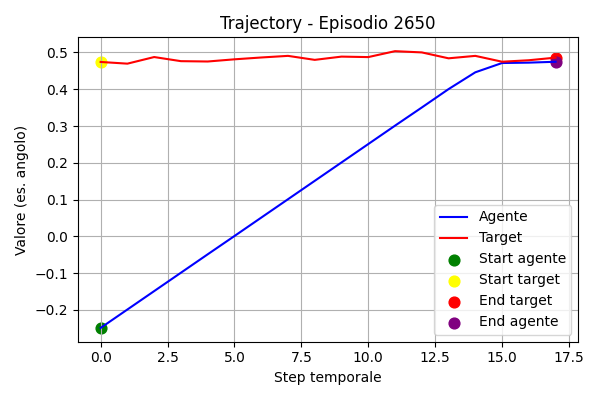 Trajectory - Episodio 2650
Valore (es. angolo)
0.5
0.4
0.3
0.2
0.1
0.0
−0.1
−0.2
Agente
Target
Start agente
Start target
End target
End agente
0.0 2.5 5.0 7.5 10.0 12.5 15.0 17.5
Step temporale